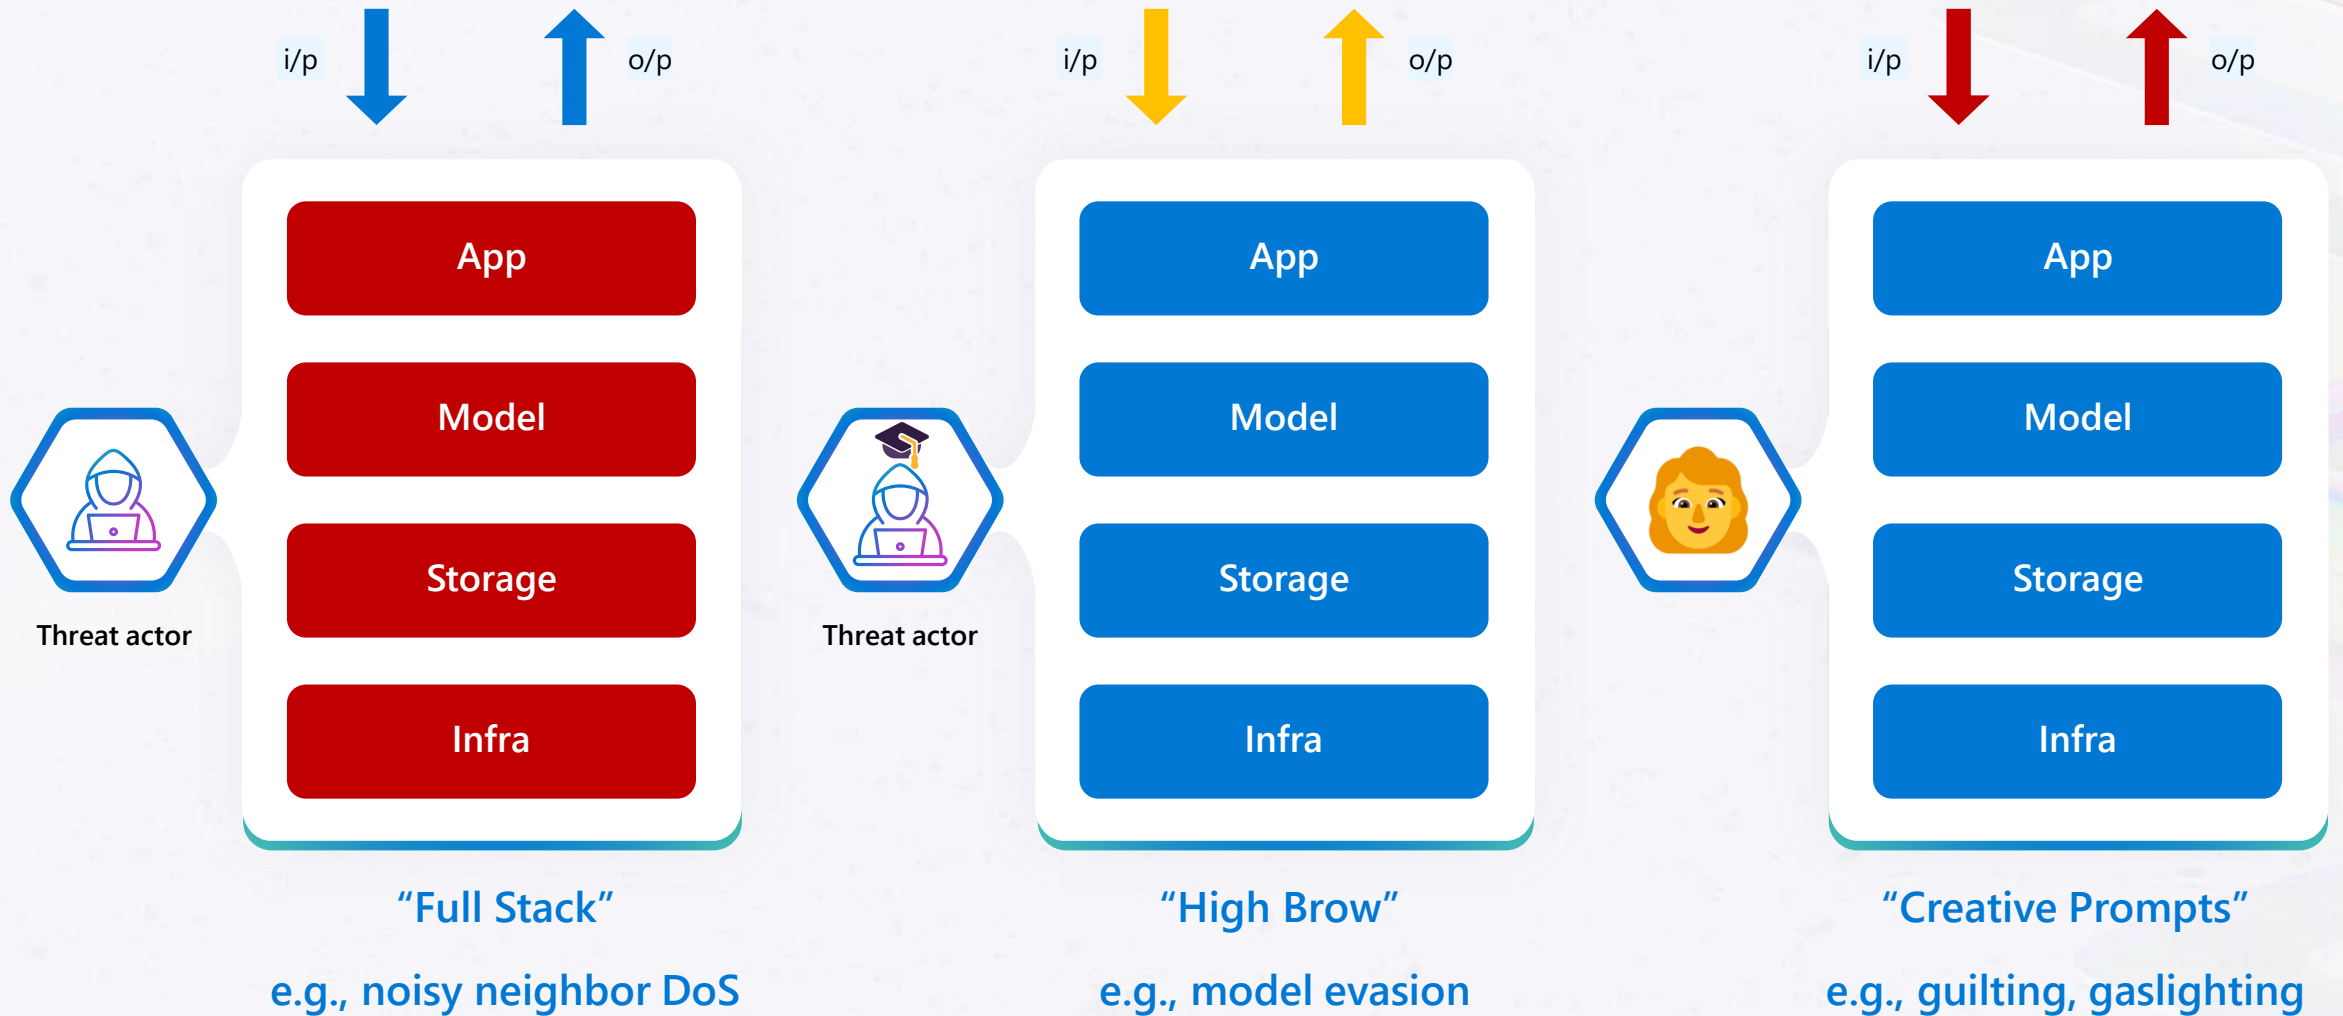 i/p
o/p
App
Model
Storage
Infra
Threat actor
“Full Stack”
e.g., noisy neighbor DoS
i/p
o/p
App
Model
Storage
Infra
Threat actor
“High Brow”
e.g., model evasion
i/p
o/p
App
Model
Storage
Infra
“Creative Prompts”
e.g., guilting, gaslighting